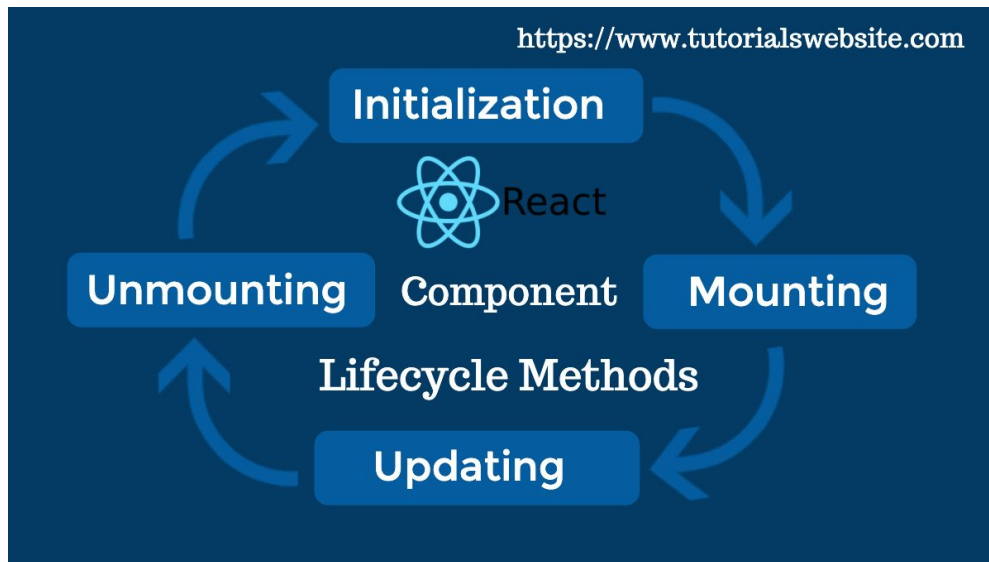 https://www.tutorialswebsite.com
Initialization
React
Unmounting
Component
Mounting
Lifecycle Methods
Updating